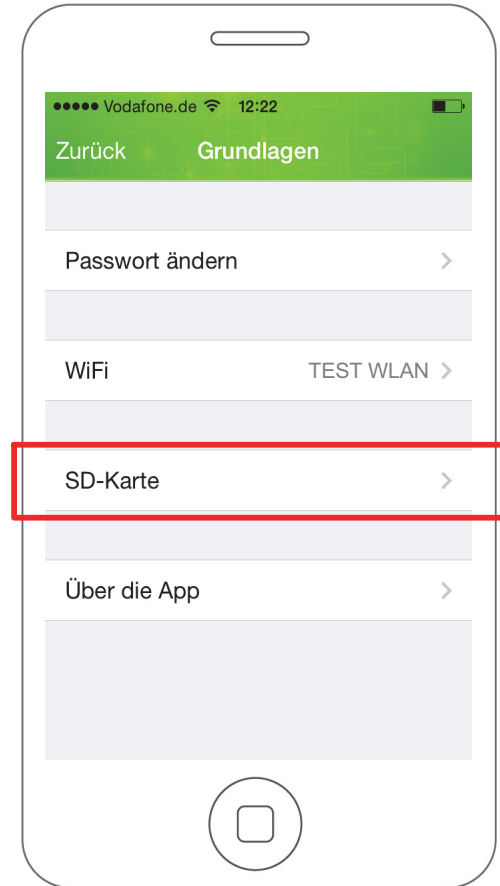 Vodafone.de 12:22
Zurück Grundlagen
Passwort ändern
WiFi TEST WLAN
SD-Karte
Über die App